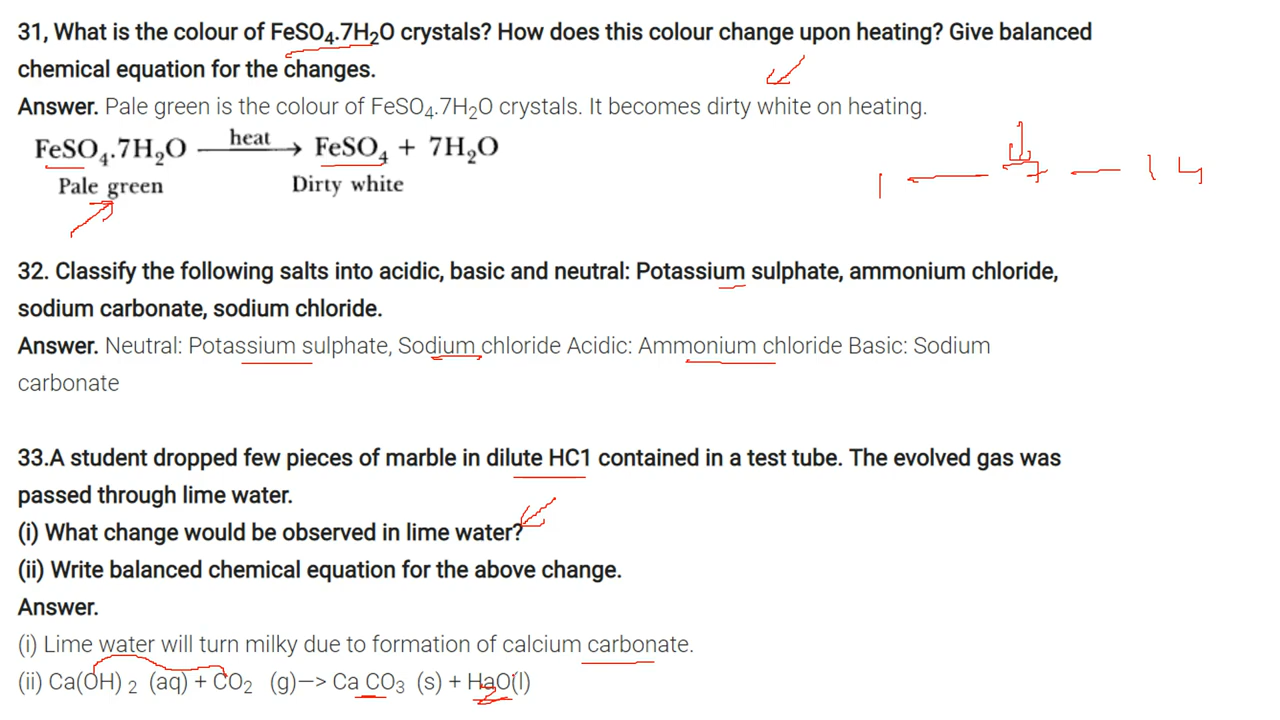 31, What is the colour of FeSO₄.7H₂O crystals? How does this colour change upon heating? Give balanced
chemical equation for the changes.
Answer. Pale green is the colour of FeSO₄.7H₂O crystals. It becomes dirty white on heating.
FeSO₄.7H₂O heat → FeSO₄ + 7H₂O
Pale green Dirty white
1 — 7 — 14
32. Classify the following salts into acidic, basic and neutral: Potassium sulphate, ammonium chloride,
sodium carbonate, sodium chloride.
Answer. Neutral: Potassium sulphate, Sodium chloride Acidic: Ammonium chloride Basic: Sodium
carbonate
33.A student dropped few pieces of marble in dilute HC1 contained in a test tube. The evolved gas was
passed through lime water.
(i) What change would be observed in lime water?
(ii) Write balanced chemical equation for the above change.
Answer.
(i) Lime water will turn milky due to formation of calcium carbonate.
(ii) Ca(OH) 2 (aq) + CO₂ (g)—> Ca CO₃ (s) + HaO(l)
2